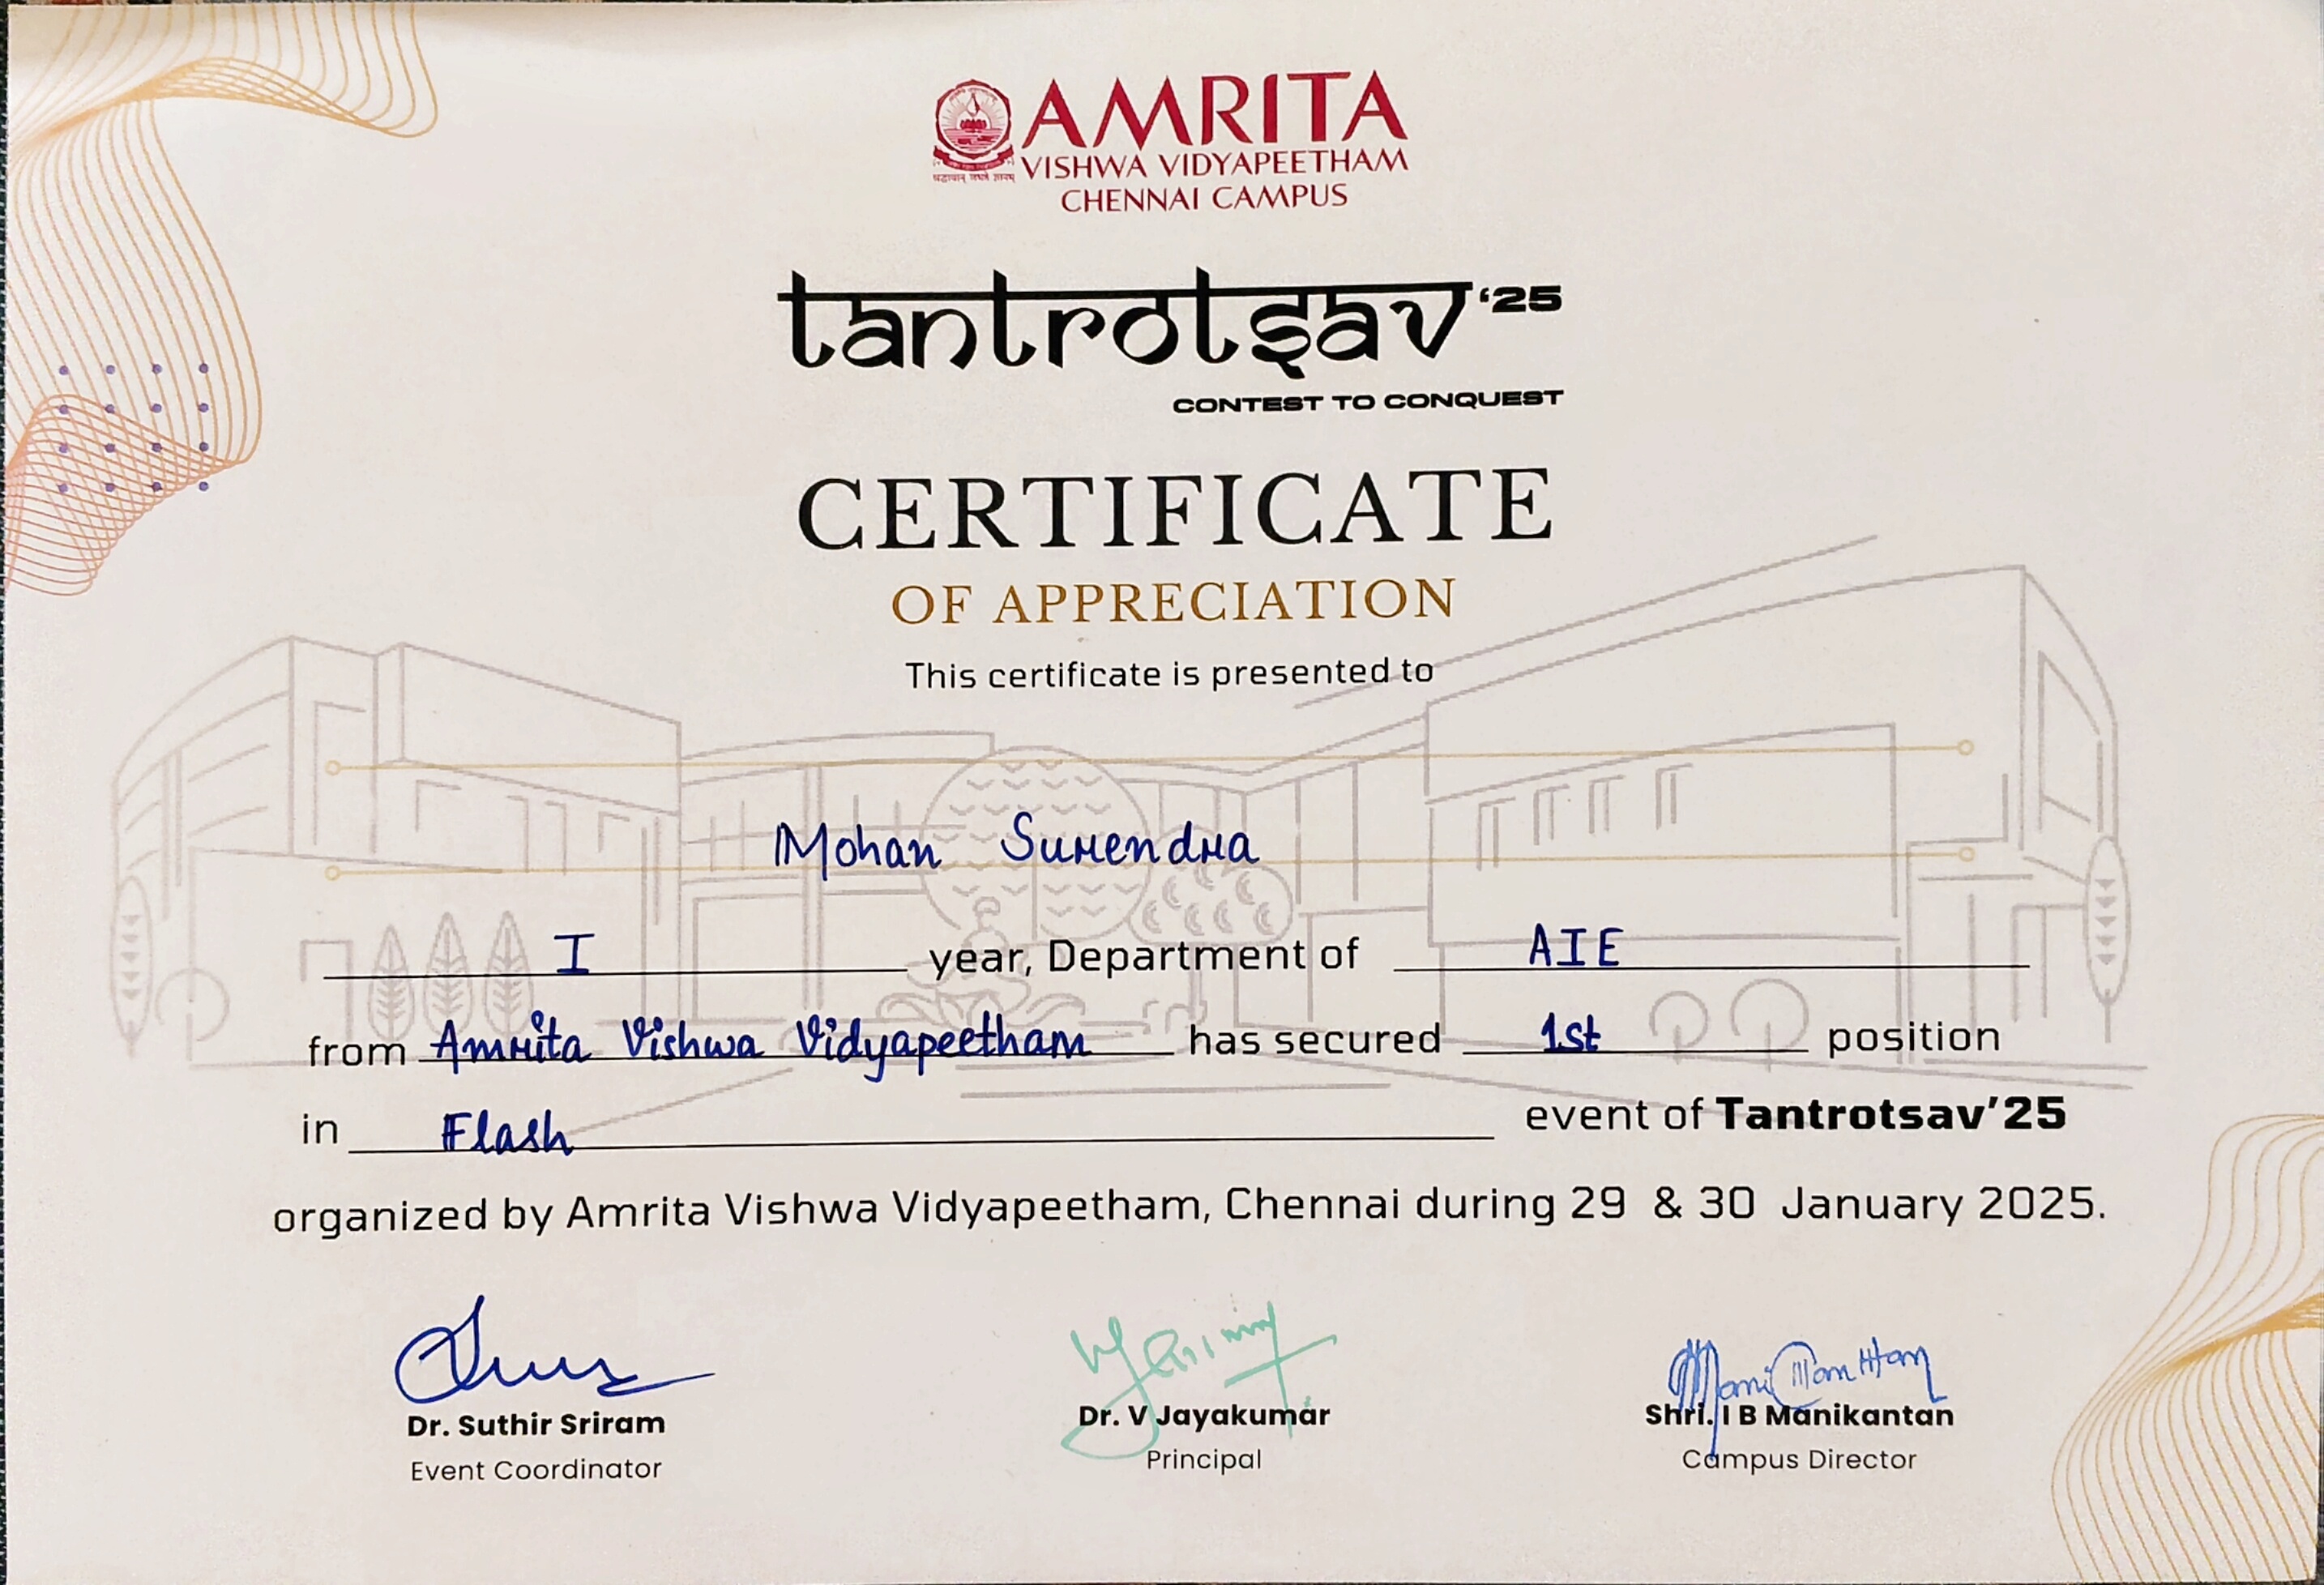 AMRITA
VISHWA VIDYAPEETHAM
CHENNAI CAMPUS
tantrotsav '25
CONTEST TO CONQUEST
CERTIFICATE
OF APPRECIATION
This certificate is presented to
Mohan Surendra
I year, Department of AIE
from Amrita Vishwa Vidyapeetham has secured 1st position
in Flash event of Tantrotsav'25
organized by Amrita Vishwa Vidyapeetham, Chennai during 29 & 30 January 2025.
Dr. Suthir Sriram Dr. V Jayakumar Shri. I B Manikantan
Event Coordinator Principal Campus Director